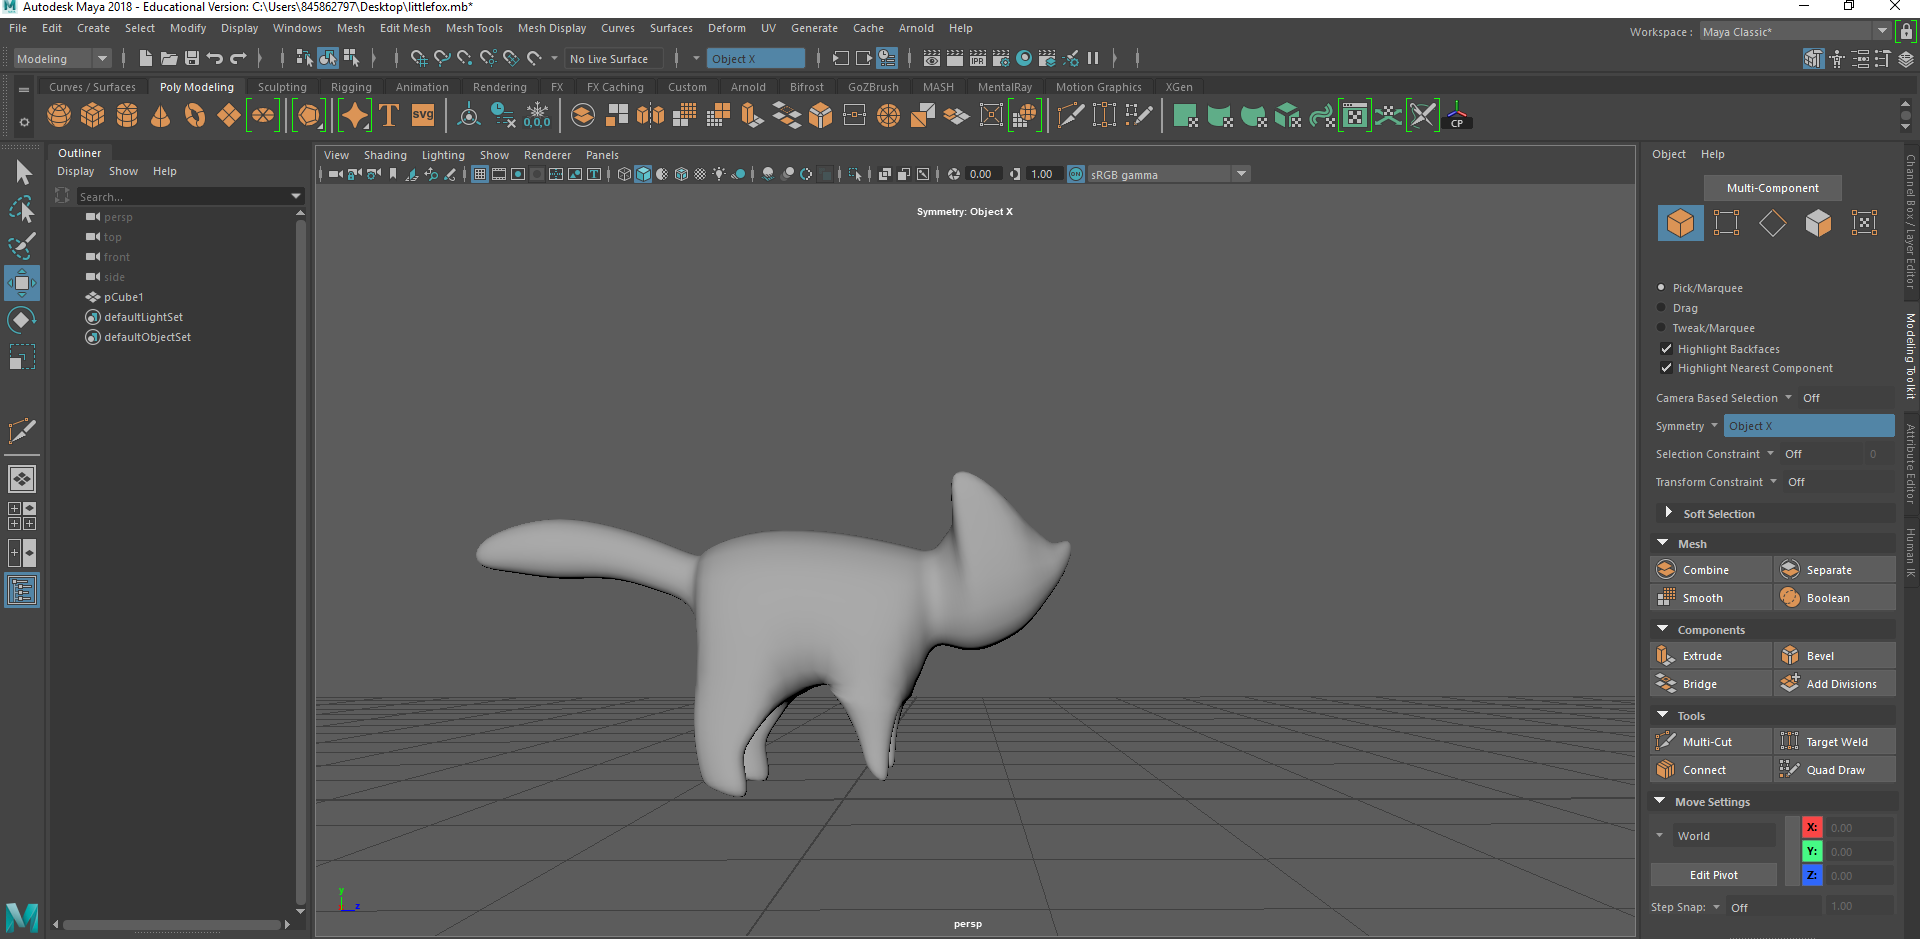 Autodesk Maya 2018 - Educational Version: C:\Users\845862797\Desktop\littlefox.mb*
File Edit Create Select Modify Display Windows Mesh Edit Mesh Mesh Tools Mesh Display Curves Surfaces Deform UV Generate Cache Arnold Help
Workspace : Maya Classic*
Modeling No Live Surface Object X
Curves / Surfaces Poly Modeling Sculpting Rigging Animation Rendering FX FX Caching Custom Arnold Bifrost GoZBrush MASH MentalRay Motion Graphics XGen
T SVG 0,0,0 CP
Outliner
Display Show Help
Search...
persp
top
front
side
pCube1
defaultLightSet
defaultObjectSet
View Shading Lighting Show Renderer Panels
0.00 1.00 ON sRGB gamma
Symmetry: Object X
y
z
persp
Object Help
Multi-Component
Pick/Marquee
Drag
Tweak/Marquee
Highlight Backfaces
Highlight Nearest Component
Camera Based Selection Off
Symmetry Object X
Selection Constraint Off 0
Transform Constraint Off
Soft Selection
Mesh
Combine Separate
Smooth Boolean
Components
Extrude Bevel
Bridge Add Divisions
Tools
Multi-Cut Target Weld
Connect Quad Draw
Move Settings
World X: 0.00
Y: 0.00
Edit Pivot Z: 0.00
Step Snap: Off 1.00
Channel Box / Layer Editor
Modeling Toolkit
Attribute Editor
Human IK